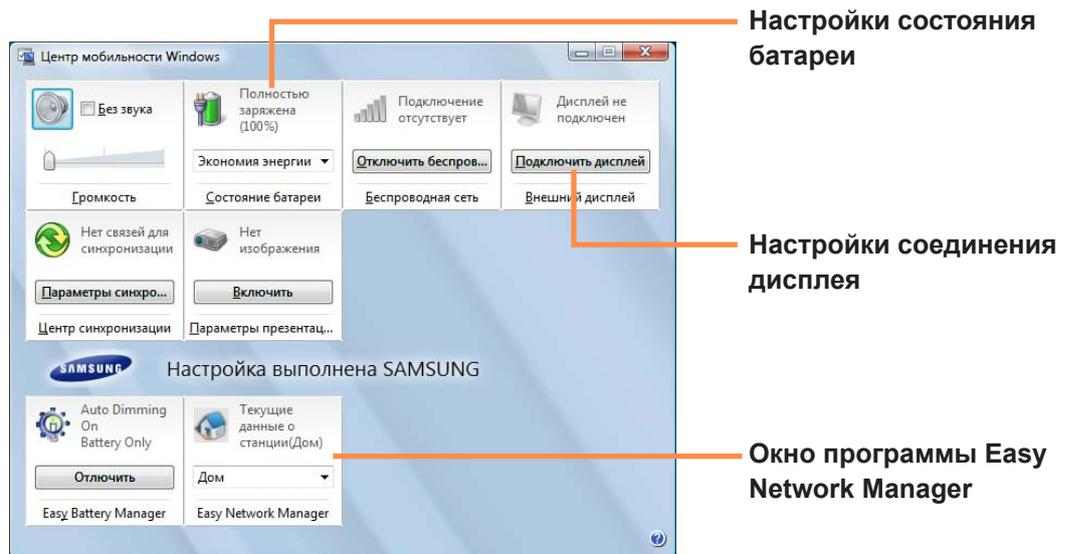 Настройки состояния
батареи
Центр мобильности Windows
Без звука
Громкость
Полностью
заряжена
(100%)
Экономия энергии
Состояние батареи
Подключение
отсутствует
Отключить беспров...
Беспроводная сеть
Дисплей не
подключен
Подключить дисплей
Внешний дисплей
Нет связей для
синхронизации
Параметры синхро...
Центр синхронизации
Нет
изображения
Включить
Параметры презентац...
Настройки соединения
дисплея
SAMSUNG
Настройка выполнена SAMSUNG
Auto Dimming
On
Battery Only
Отлючить
Easy Battery Manager
Текущие
данные о
станции(Дом)
Дом
Easy Network Manager
Окно программы Easy
Network Manager